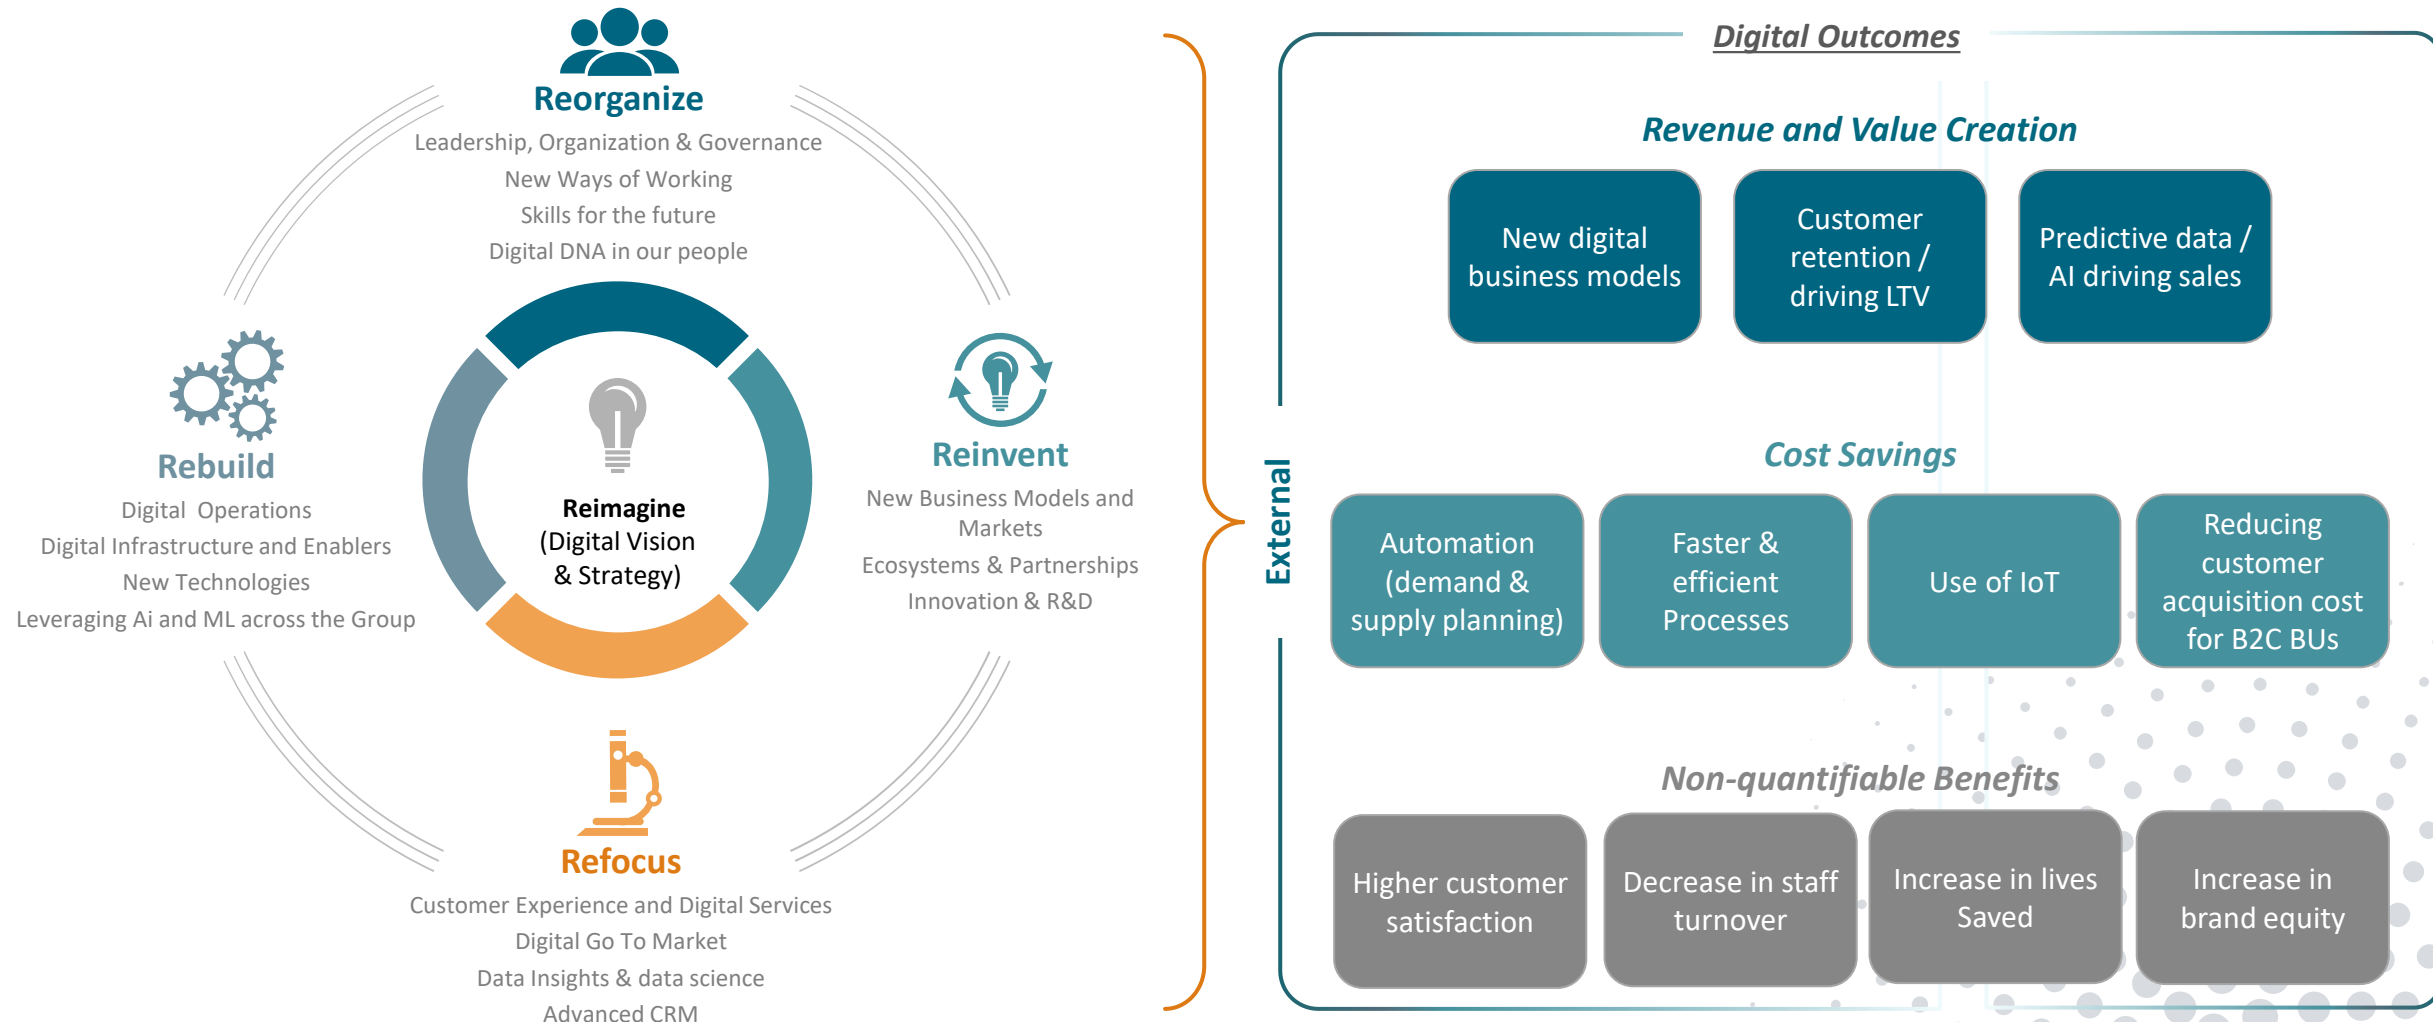 Reorganize
Leadership, Organization & Governance
New Ways of Working
Skills for the future
Digital DNA in our people
Rebuild
Digital Operations
Digital Infrastructure and Enablers
New Technologies
Leveraging Ai and ML across the Group
Reimagine
(Digital Vision
& Strategy)
Reinvent
New Business Models and
Markets
Ecosystems & Partnerships
Innovation & R&D
Refocus
Customer Experience and Digital Services
Digital Go To Market
Data Insights & data science
Advanced CRM
External
Digital Outcomes
Revenue and Value Creation
New digital
business models
Customer
retention /
driving LTV
Predictive data /
AI driving sales
Cost Savings
Automation
(demand &
supply planning)
Faster &
efficient
Processes
Use of IoT
Reducing
customer
acquisition cost
for B2C BUs
Non-quantifiable Benefits
Higher customer
satisfaction
Decrease in staff
turnover
Increase in lives
Saved
Increase in
brand equity